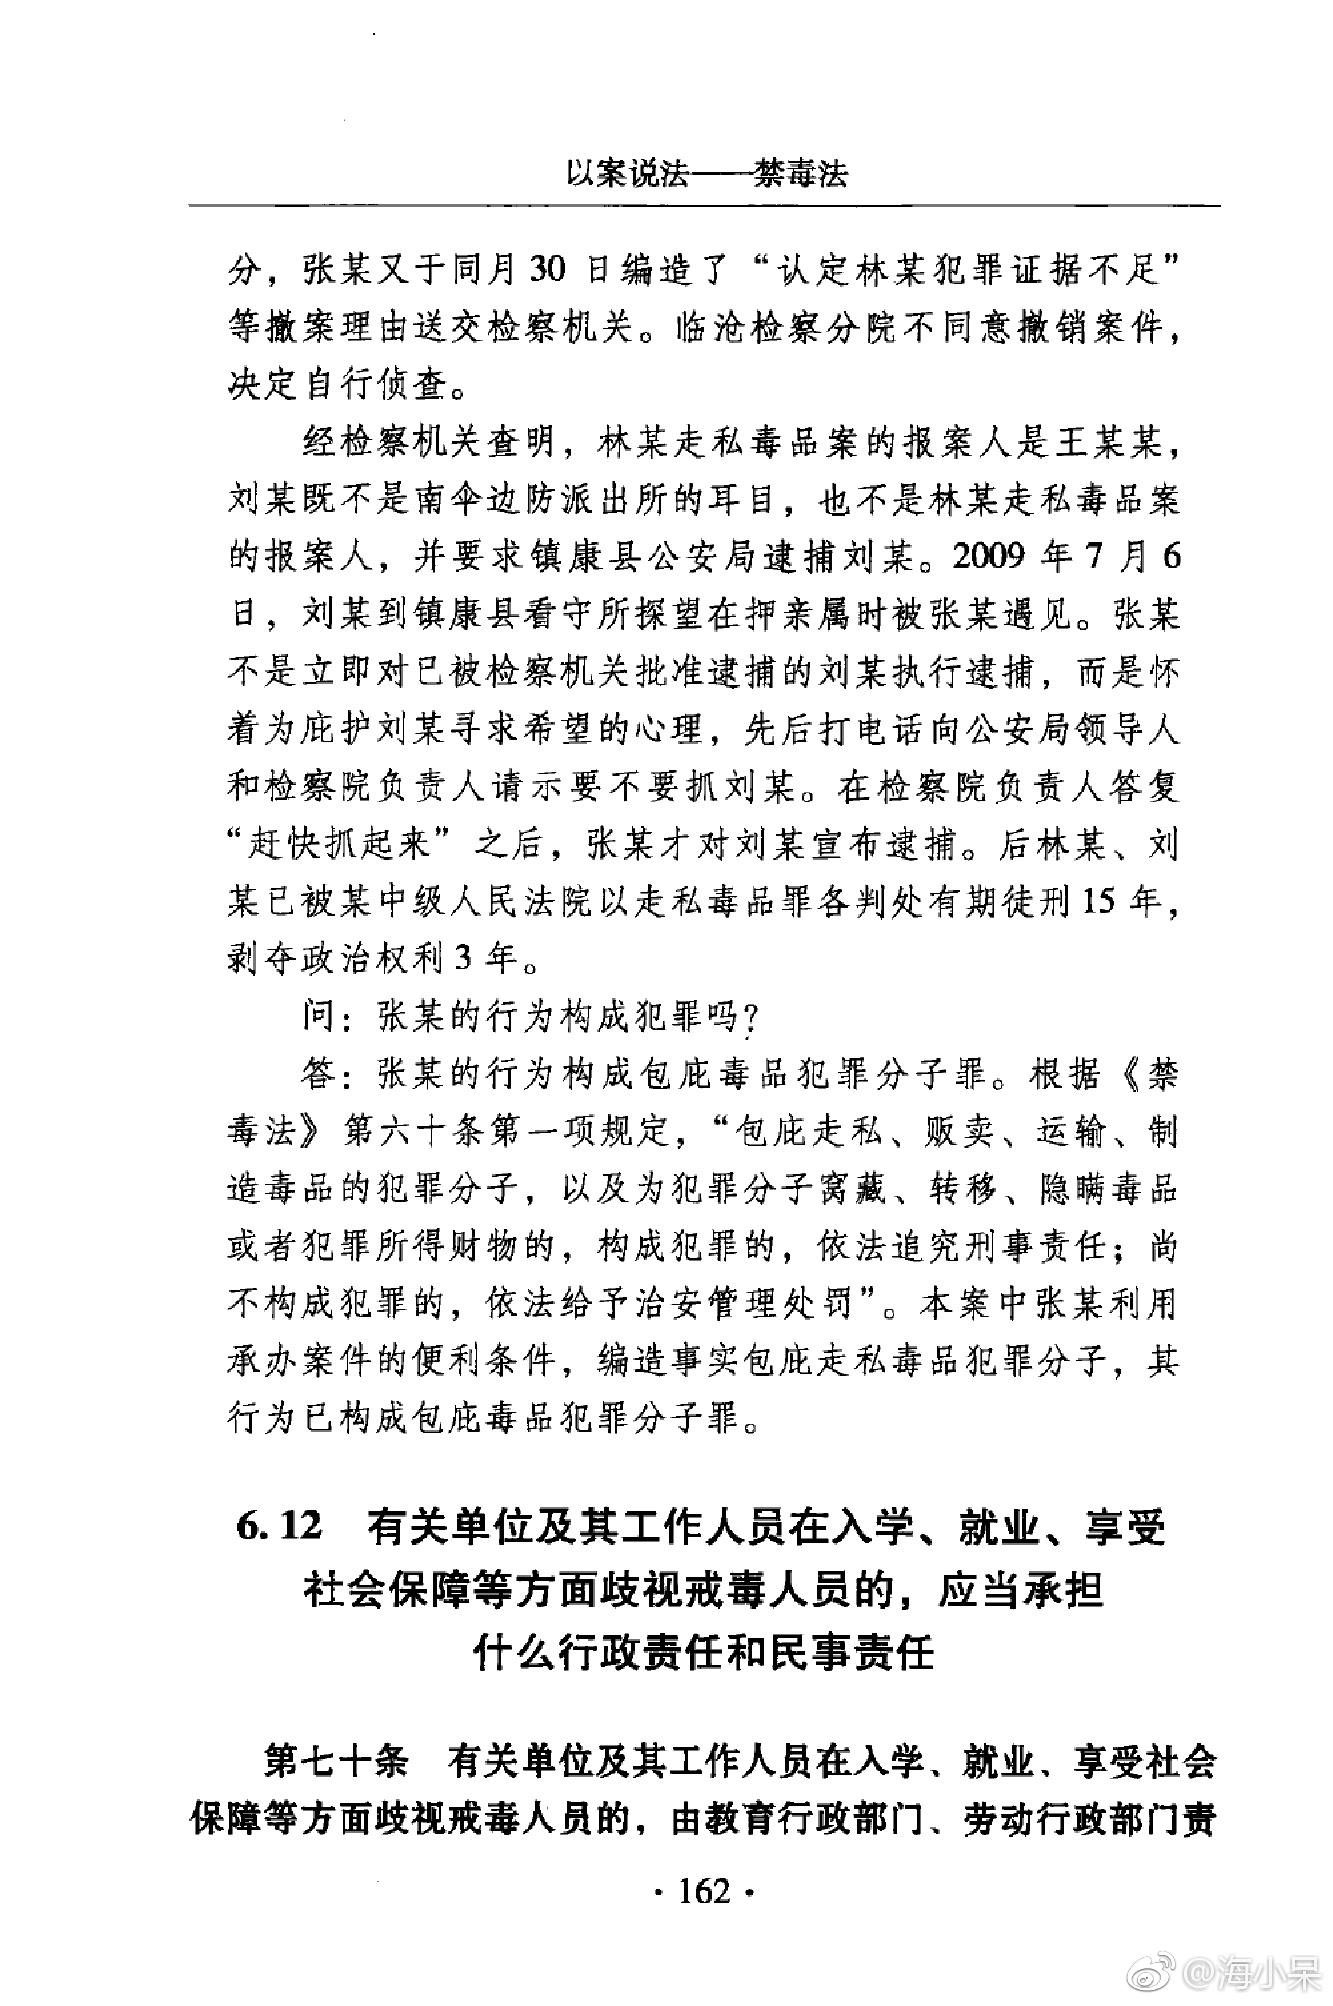 以案说法——禁毒法
分，张某又于同月30 日编造了“认定林某犯罪证据不足”
等撤案理由送交检察机关。临沧检察分院不同意撤销案件，
决定自行侦查。
经检察机关查明，林某走私毒品案的报案人是王某某，
刘某既不是南伞边防派出所的耳目，也不是林某走私毒品案
的报案人，并要求镇康县公安局逮捕刘某。2009 年 7 月 6
日，刘某到镇康县看守所探望在押亲属时被张某遇见。张某
不是立即对已被检察机关批准逮捕的刘某执行逮捕，而是怀
着为庇护刘某寻求希望的心理，先后打电话向公安局领导人
和检察院负责人请示要不要抓刘某。在检察院负责人答复
“赶快抓起来”之后，张某才对刘某宣布逮捕。后林某、刘
某已被某中级人民法院以走私毒品罪各判处有期徒刑 15 年，
剥夺政治权利 3 年。
问：张某的行为构成犯罪吗？
答：张某的行为构成包庇毒品犯罪分子罪。根据《禁
毒法》第六十条第一项规定，“包庇走私、贩卖、运输、制
造毒品的犯罪分子，以及为犯罪分子窝藏、转移、隐瞒毒品
或者犯罪所得财物的，构成犯罪的，依法追究刑事责任；尚
不构成犯罪的，依法给予治安管理处罚”。本案中张某利用
承办案件的便利条件，编造事实包庇走私毒品犯罪分子，其
行为已构成包庇毒品犯罪分子罪。
6.12 有关单位及其工作人员在入学、就业、享受
社会保障等方面歧视戒毒人员的，应当承担
什么行政责任和民事责任
第七十条 有关单位及其工作人员在入学、就业、享受社会
保障等方面歧视戒毒人员的，由教育行政部门、劳动行政部门责
· 162 ·
@海小呆